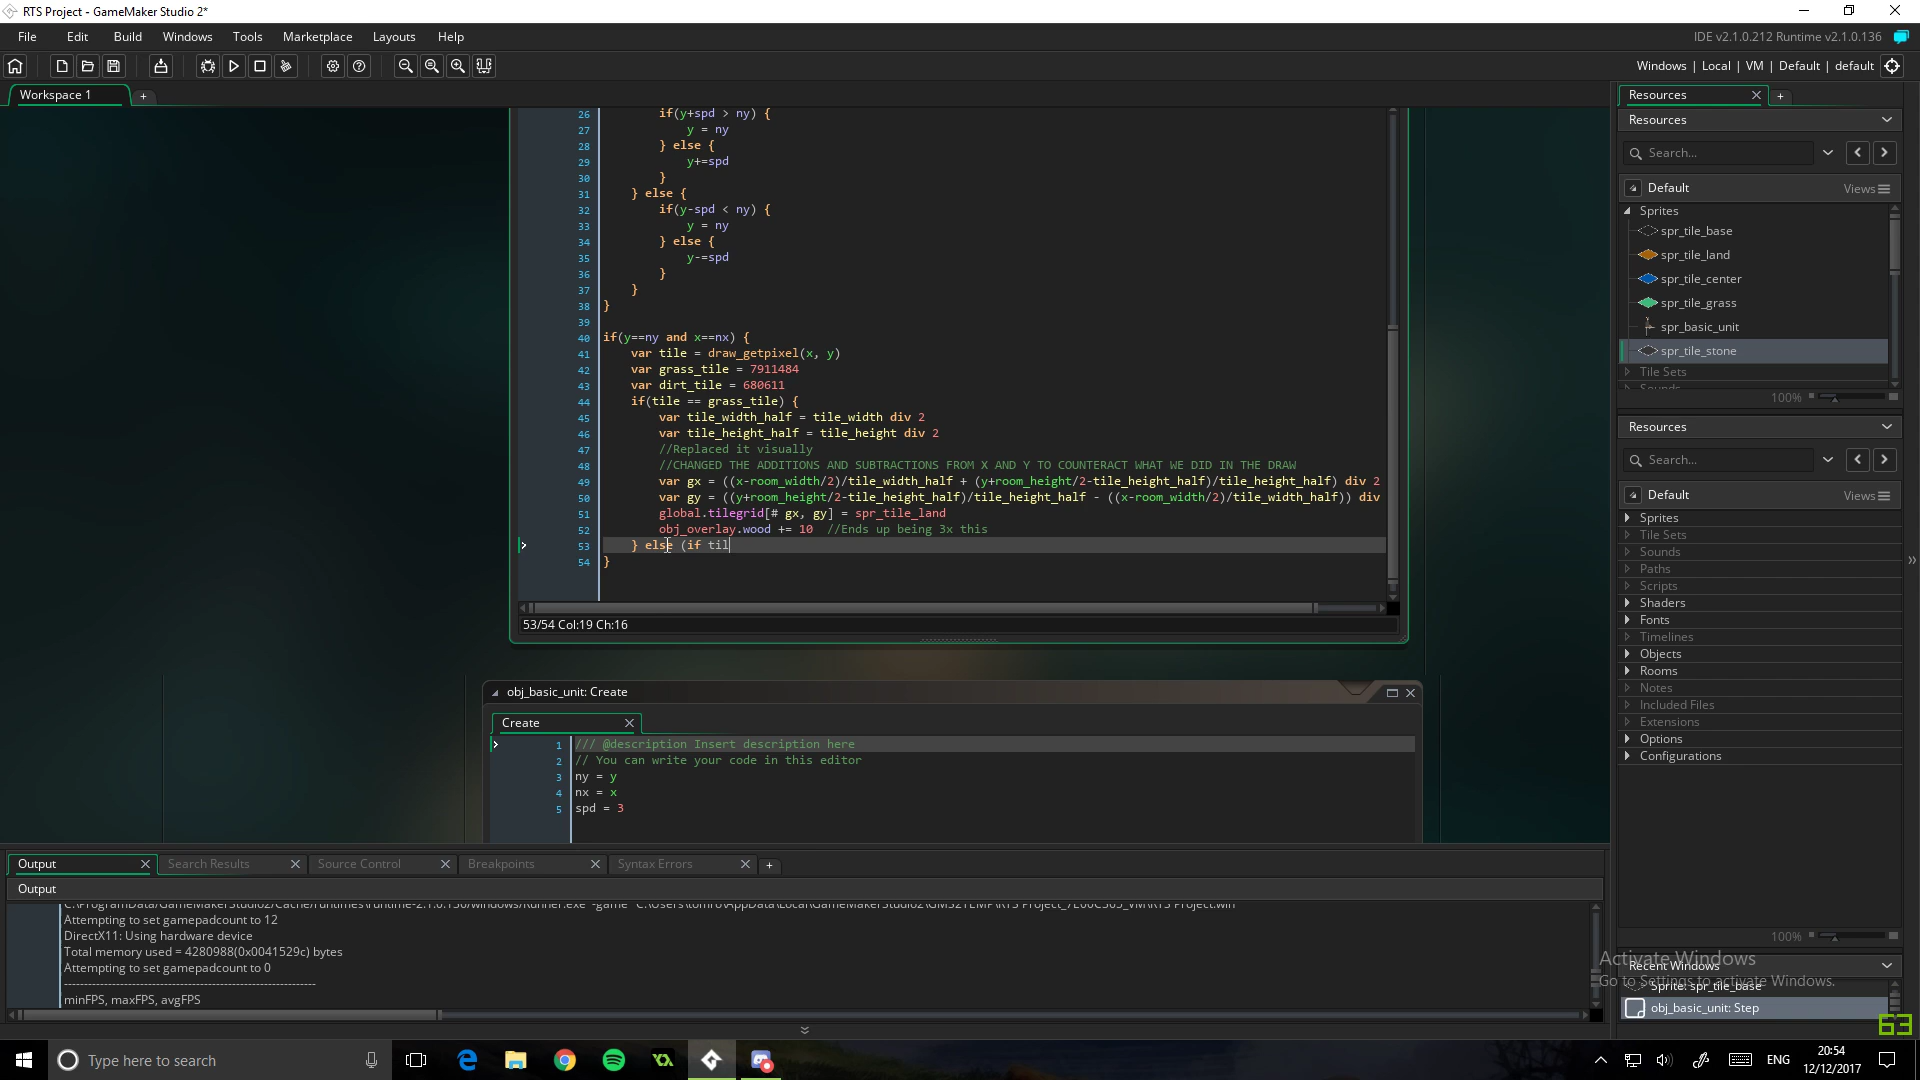 RTS Project - GameMaker Studio 2*
File Edit Build Windows Tools Marketplace Layouts Help
IDE v2.1.0.212 Runtime v2.1.0.136
Windows | Local | VM | Default | default
Workspace 1
26 if(y+spd > ny) {
27 y = ny
28 } else {
29 y+=spd
30 }
31 } else {
32 if(y-spd < ny) {
33 y = ny
34 } else {
35 y-=spd
36 }
37 }
38 }
39
40 if(y==ny and x==nx) {
41 var tile = draw_getpixel(x, y)
42 var grass_tile = 7911484
43 var dirt_tile = 680611
44 if(tile == grass_tile) {
45 var tile_width_half = tile_width div 2
46 var tile_height_half = tile_height div 2
47 //Replaced it visually
48 //CHANGED THE ADDITIONS AND SUBTRACTIONS FROM X AND Y TO COUNTERACT WHAT WE DID IN THE DRAW
49 var gx = ((x-room_width/2)/tile_width_half + (y+room_height/2-tile_height_half)/tile_height_half) div 2
50 var gy = ((y+room_height/2-tile_height_half)/tile_height_half - ((x-room_width/2)/tile_width_half)) div
51 global.tilegrid[# gx, gy] = spr_tile_land
52 obj_overlay.wood += 10 //Ends up being 3x this
53 } else (if til
54 }
53/54 Col:19 Ch:16
obj_basic_unit: Create
Create
1 /// @description Insert description here
2 // You can write your code in this editor
3 ny = y
4 nx = x
5 spd = 3
Output Search Results Source Control Breakpoints Syntax Errors
Output
Attempting to set gamepadcount to 12
DirectX11: Using hardware device
Total memory used = 4280988(0x0041529c) bytes
Attempting to set gamepadcount to 0
minFPS, maxFPS, avgFPS
Resources
Resources
Search...
Default Views
Sprites
spr_tile_base
spr_tile_land
spr_tile_center
spr_tile_grass
spr_basic_unit
spr_tile_stone
Tile Sets
Sounds
100%
Resources
Search...
Default Views
Sprites
Tile Sets
Sounds
Paths
Scripts
Shaders
Fonts
Timelines
Objects
Rooms
Notes
Included Files
Extensions
Options
Configurations
100%
Activate Windows
Recent Windows
Go to Settings to activate Windows.
Sprite: spr_tile_base
obj_basic_unit: Step
63
Type here to search
ENG
20:54
12/12/2017